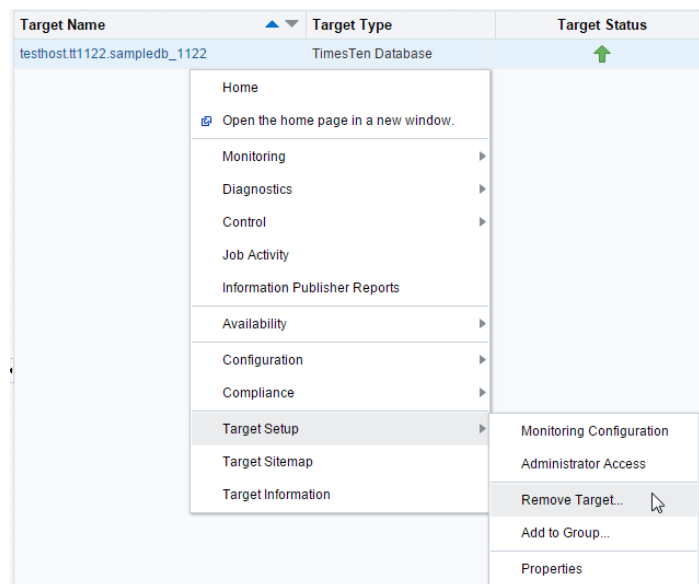 Target Name Target Type Target Status
testhost.tt1122.sampledb_1122 TimesTen Database
Home
Open the home page in a new window.
Monitoring
Diagnostics
Control
Job Activity
Information Publisher Reports
Availability
Configuration
Compliance
Target Setup
Target Sitemap
Target Information
Monitoring Configuration
Administrator Access
Remove Target...
Add to Group...
Properties